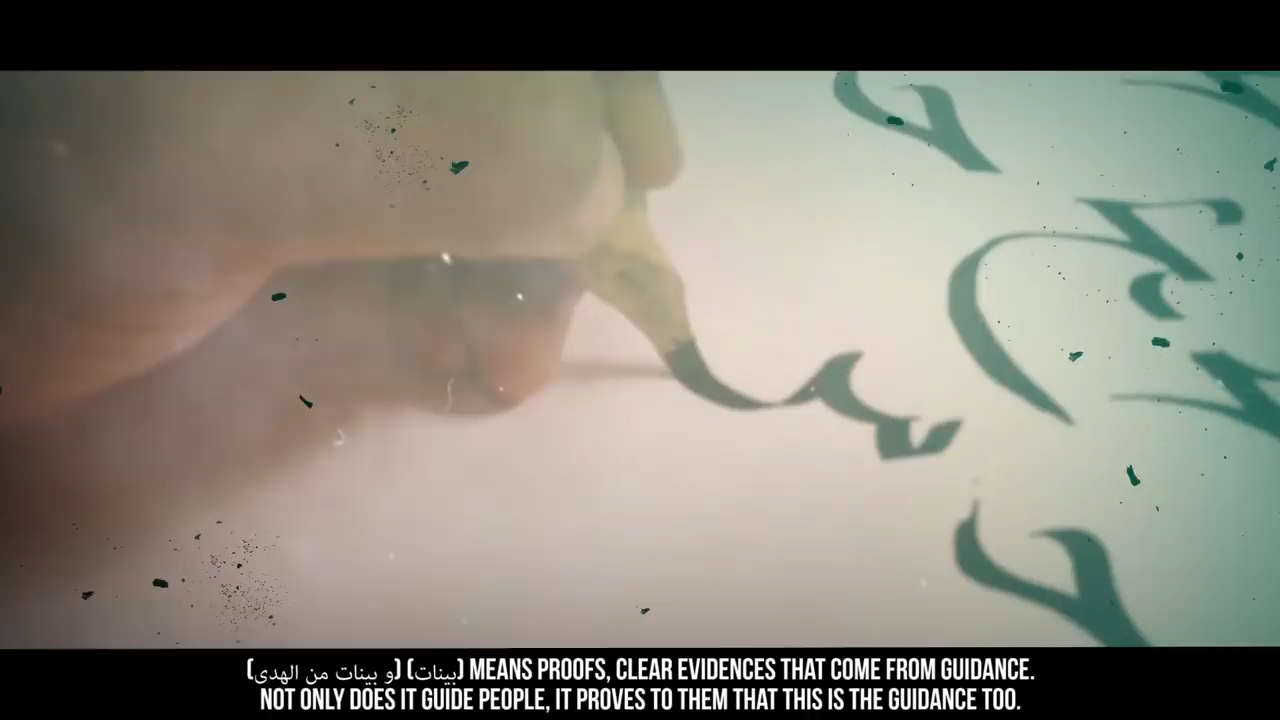 (و بينات من الهدى) (بينات) MEANS PROOFS, CLEAR EVIDENCES THAT COME FROM GUIDANCE.
NOT ONLY DOES IT GUIDE PEOPLE, IT PROVES TO THEM THAT THIS IS THE GUIDANCE TOO.